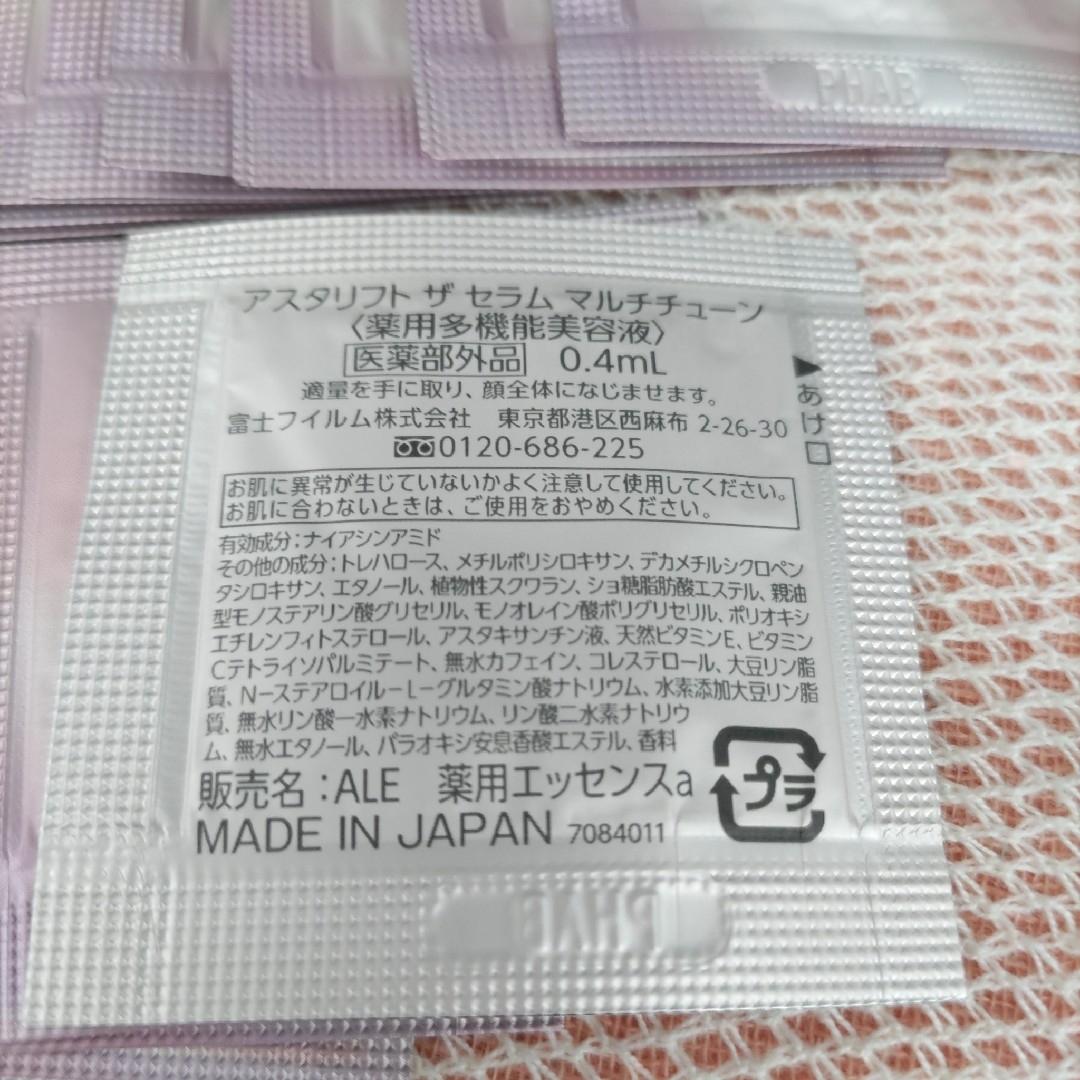 PHAB
アスタリフト ザ セラム マルチチューン
〈薬用多機能美容液〉
医薬部外品 0.4mL
適量を手に取り、顔全体になじませます。
富士フイルム株式会社 東京都港区西麻布 2-26-30
0120-686-225
▶あけ口
お肌に異常が生じていないかよく注意して使用してください。
お肌に合わないときは、ご使用をおやめください。
有効成分：ナイアシンアミド
その他の成分：トレハロース、メチルポリシロキサン、デカメチルシクロペン
タシロキサン、エタノール、植物性スクワラン、ショ糖脂肪酸エステル、親油
型モノステアリン酸グリセリル、モノオレイン酸ポリグリセリル、ポリオキシ
エチレンフィトステロール、アスタキサンチン液、天然ビタミンE、ビタミン
Cテトライソパルミテート、無水カフェイン、コレステロール、大豆リン脂
質、N－ステアロイル－L－グルタミン酸ナトリウム、水素添加大豆リン脂
質、無水リン酸一水素ナトリウム、リン酸二水素ナトリウ
ム、無水エタノール、パラオキシ安息香酸エステル、香料
販売名：ALE 薬用エッセンスa
プラ
MADE IN JAPAN 7084011
PHAB